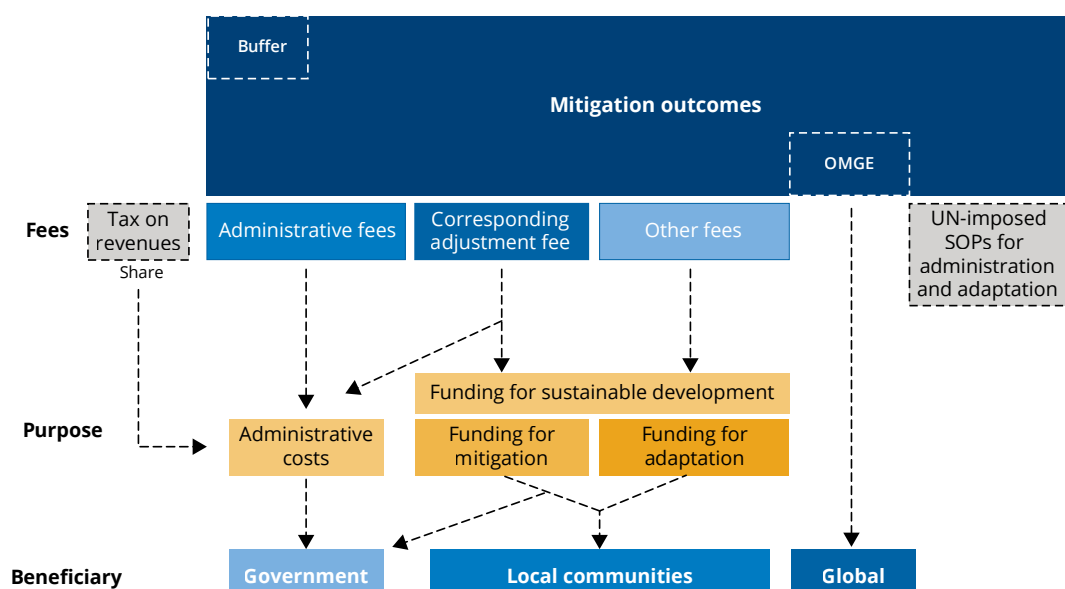 Buffer
Mitigation outcomes
OMGE
Fees
Tax on
revenues
Share
Administrative fees
Corresponding
adjustment fee
Other fees
UN-imposed
SOPs for
administration
and adaptation
Purpose
Funding for sustainable development
Administrative
costs
Funding for
mitigation
Funding for
adaptation
Beneficiary
Government
Local communities
Global